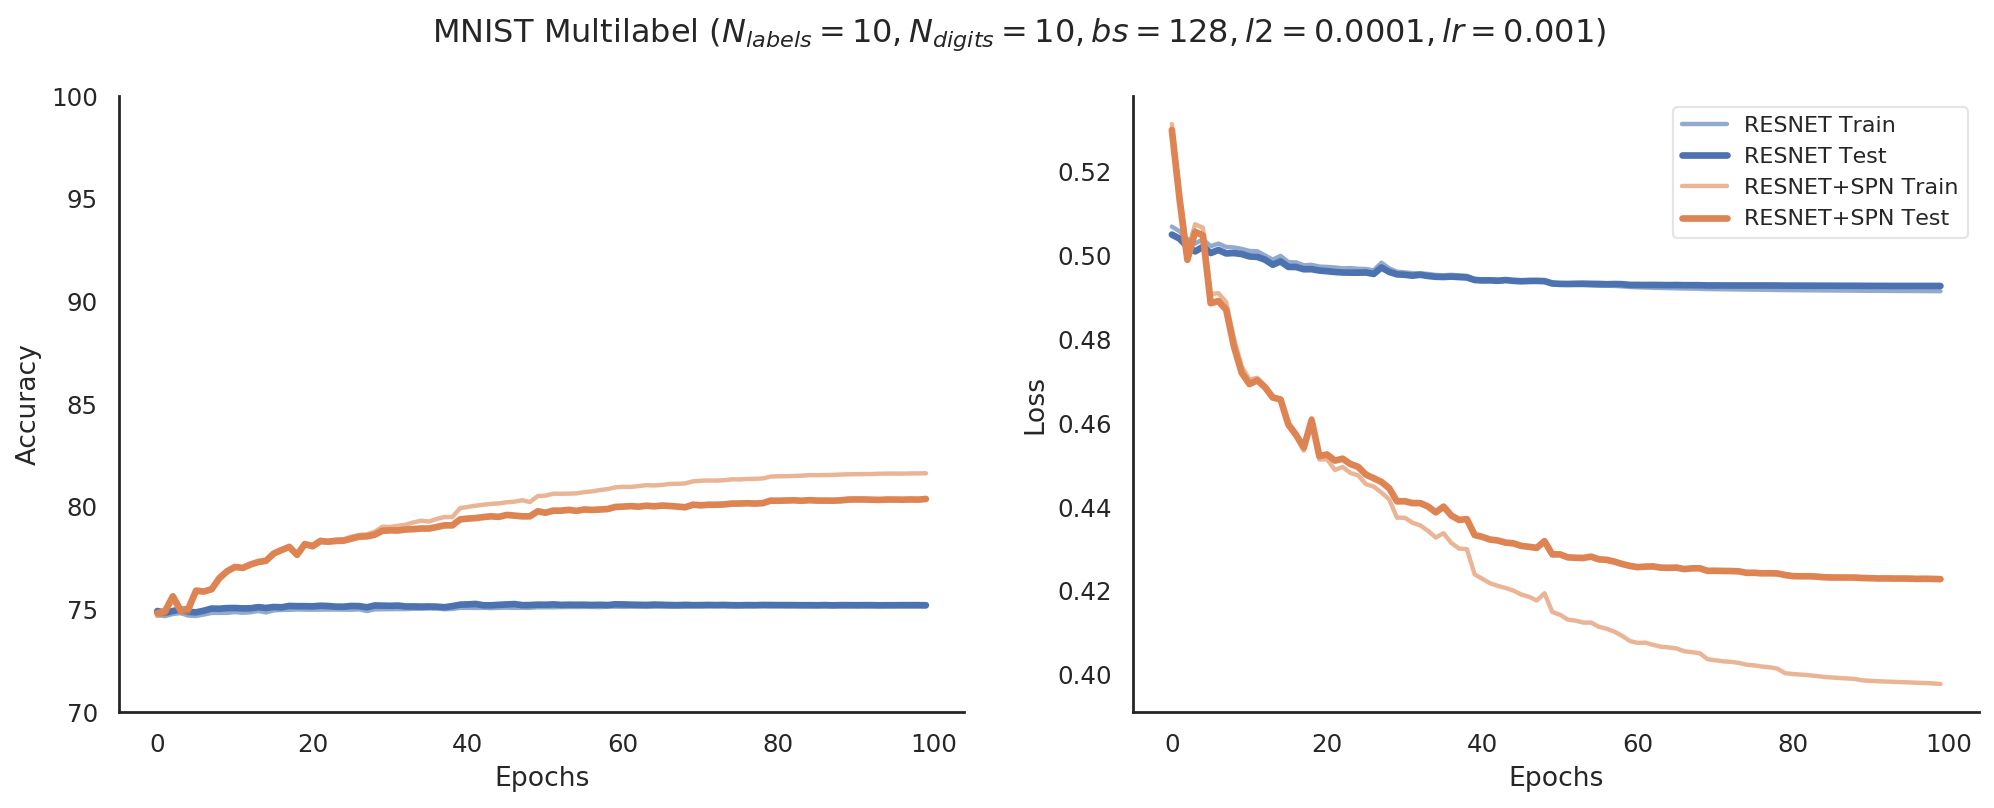 MNIST Multilabel (N_labels = 10, N_digits = 10, bs = 128, l2 = 0.0001, lr = 0.001)
Accuracy
100
95
90
85
80
75
70
0 20 40 60 80 100
Epochs
Loss
0.52
0.50
0.48
0.46
0.44
0.42
0.40
0 20 40 60 80 100
Epochs
RESNET Train
RESNET Test
RESNET+SPN Train
RESNET+SPN Test